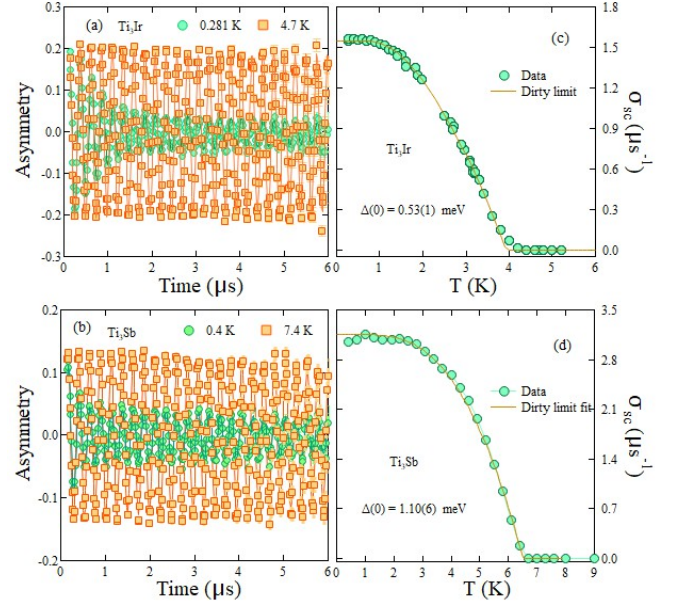 (a) Ti₃Ir 0.281 K 4.7 K
0.3
0.2
0.1
0.0
-0.1
-0.2
-0.3
Asymmetry
0 1 2 3 4 5 6
Time (μs)
(c)
Data
Dirty limit
Ti₃Ir
Δ(0) = 0.53(1) meV
1.8
1.5
1.2
0.9
0.6
0.3
0.0
σsc (μs⁻¹)
0 1 2 3 4 5 6
T (K)
(b) Ti₃Sb 0.4 K 7.4 K
0.2
0.1
0.0
-0.1
-0.2
Asymmetry
0 1 2 3 4 5 6
Time (μs)
(d)
Data
Dirty limit fit
Ti₃Sb
Δ(0) = 1.10(6) meV
3.5
2.8
2.1
1.4
0.7
0.0
σsc (μs⁻¹)
1 2 3 4 5 6 7 8 9
T (K)